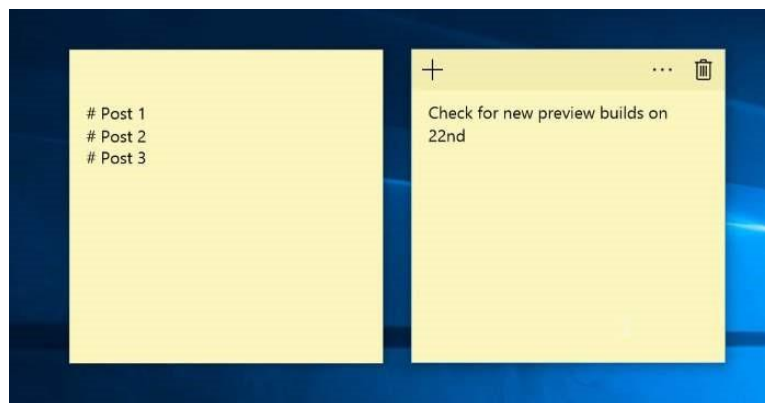 # Post 1
# Post 2
# Post 3
Check for new preview builds on
22nd